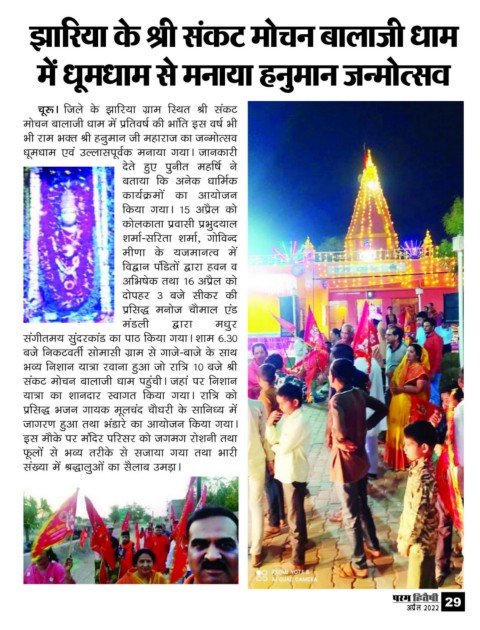 झारिया के श्री संकट मोचन बालाजी धाम
में धूमधाम से मनाया हनुमान जन्मोत्सव
चूरू। जिले के झारिया ग्राम स्थित श्री संकट
मोचन बालाजी धाम में प्रतिवर्ष की भांति इस वर्ष भी
भी राम भक्त श्री हनुमान जी महाराज का जन्मोत्सव
धूमधाम एवं उल्लासपूर्वक मनाया गया। जानकारी
देते हुए पुनीत महर्षि ने
बताया कि अनेक धार्मिक
कार्यक्रमों का आयोजन
किया गया। 15 अप्रैल को
कोलकाता प्रवासी प्रभुदयाल
शर्मा-सरिता शर्मा, गोविन्द
मीणा के यजमानत्व में
विद्वान पंडितों द्वारा हवन व
अभिषेक तथा 16 अप्रैल को
दोपहर 3 बजे सीकर की
प्रसिद्ध मनोज चौमाल एंड
मंडली द्वारा मधुर
संगीतमय सुंदरकांड का पाठ किया गया। शाम 6.30
बजे निकटवर्ती सोमासी ग्राम से गाजे-बाजे के साथ
भव्य निशान यात्रा रवाना हुआ जो रात्रि 10 बजे श्री
संकट मोचन बालाजी धाम पहुंची। जहां पर निशान
यात्रा का शानदार स्वागत किया गया। रात्रि को
प्रसिद्ध भजन गायक मूलचंद चौधरी के सानिध्य में
जागरण हुआ तथा भंडारे का आयोजन किया गया।
इस मौके पर मंदिर परिसर को जगमग रोशनी तथा
फूलों से भव्य तरीके से सजाया गया तथा भारी
संख्या में श्रद्धालुओं का सैलाब उमड़ा।
परम हितैषी
अप्रैल 2022
29